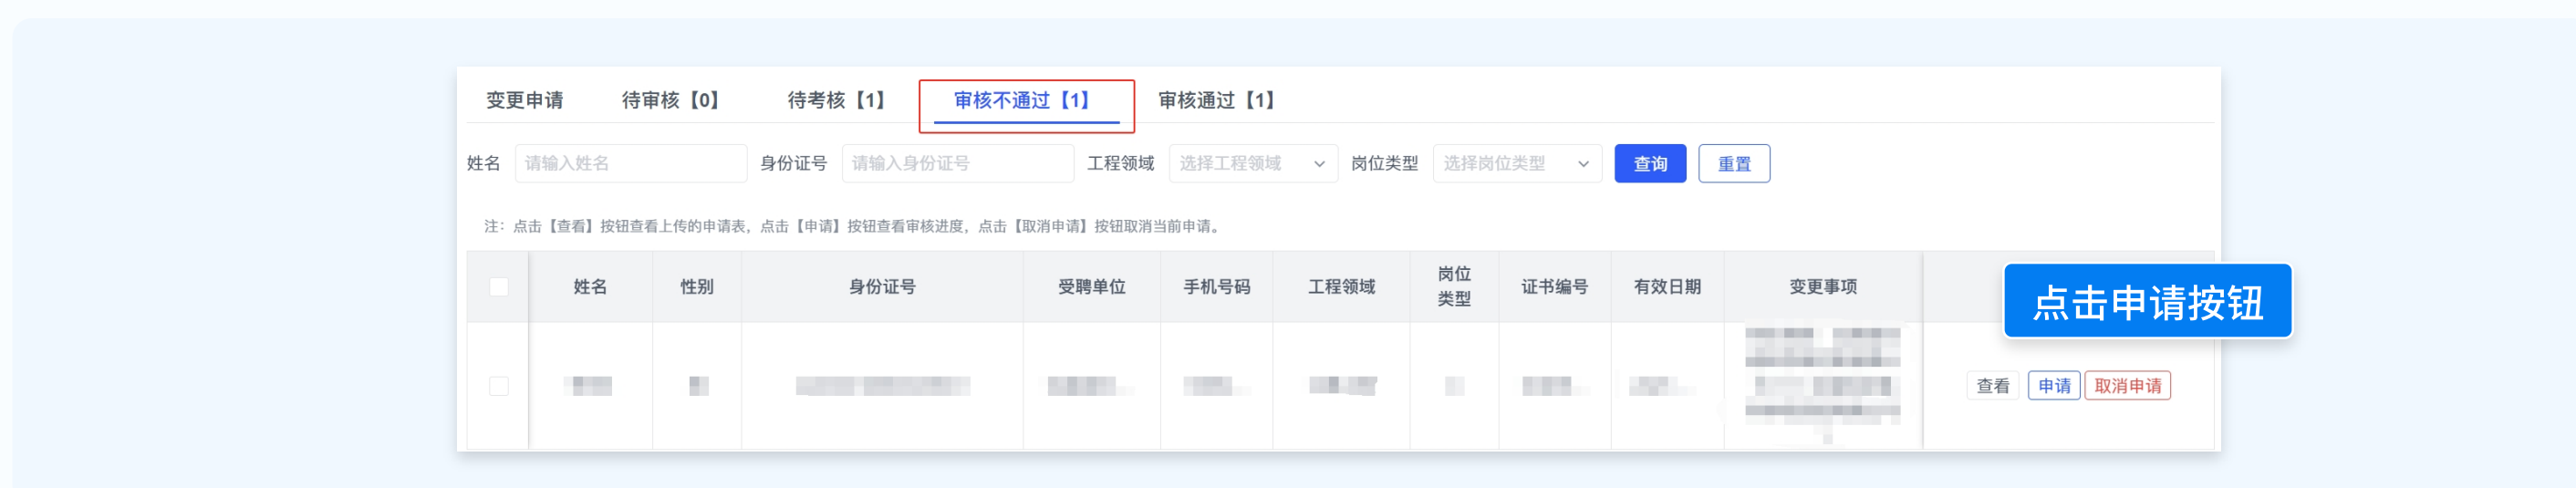 变更申请 待审核【0】 待考核【1】 审核不通过【1】 审核通过【1】
姓名 请输入姓名 身份证号 请输入身份证号 工程领域 选择工程领域 岗位类型 选择岗位类型 查询 重置
注：点击【查看】按钮查看上传的申请表，点击【申请】按钮查看审核进度，点击【取消申请】按钮取消当前申请。
姓名 性别 身份证号 受聘单位 手机号码 工程领域 岗位类型 证书编号 有效日期 变更事项
点击申请按钮
查看 申请 取消申请